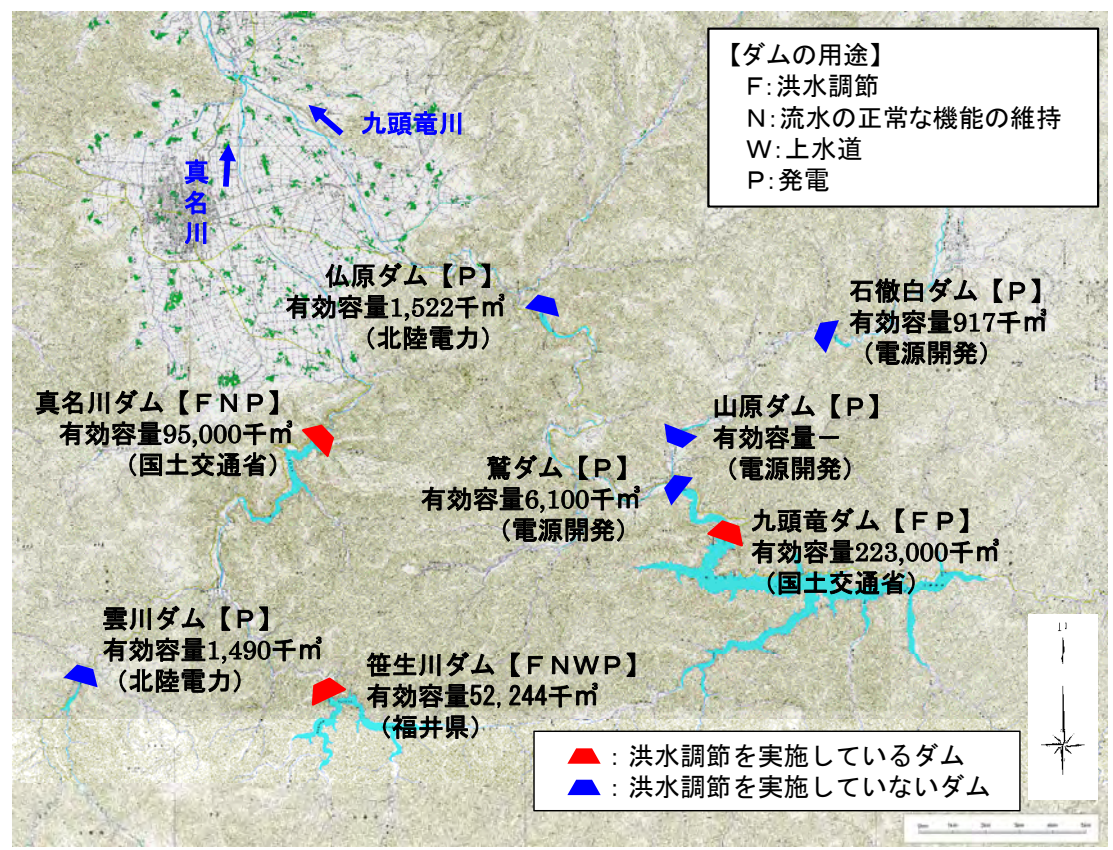 【ダムの用途】
F:洪水調節
N:流水の正常な機能の維持
W:上水道
P:発電
九頭竜川
真名川
仏原ダム【P】
有効容量1,522千㎥
(北陸電力)
石徹白ダム【P】
有効容量917千㎥
(電源開発)
真名川ダム【FNP】
有効容量95,000千㎥
(国土交通省)
山原ダム【P】
有効容量ー
(電源開発)
鷲ダム【P】
有効容量6,100千㎥
(電源開発)
九頭竜ダム【FP】
有効容量223,000千㎥
(国土交通省)
雲川ダム【P】
有効容量1,490千㎥
(北陸電力)
笹生川ダム【FNWP】
有効容量52,244千㎥
(福井県)
:洪水調節を実施しているダム
:洪水調節を実施していないダム